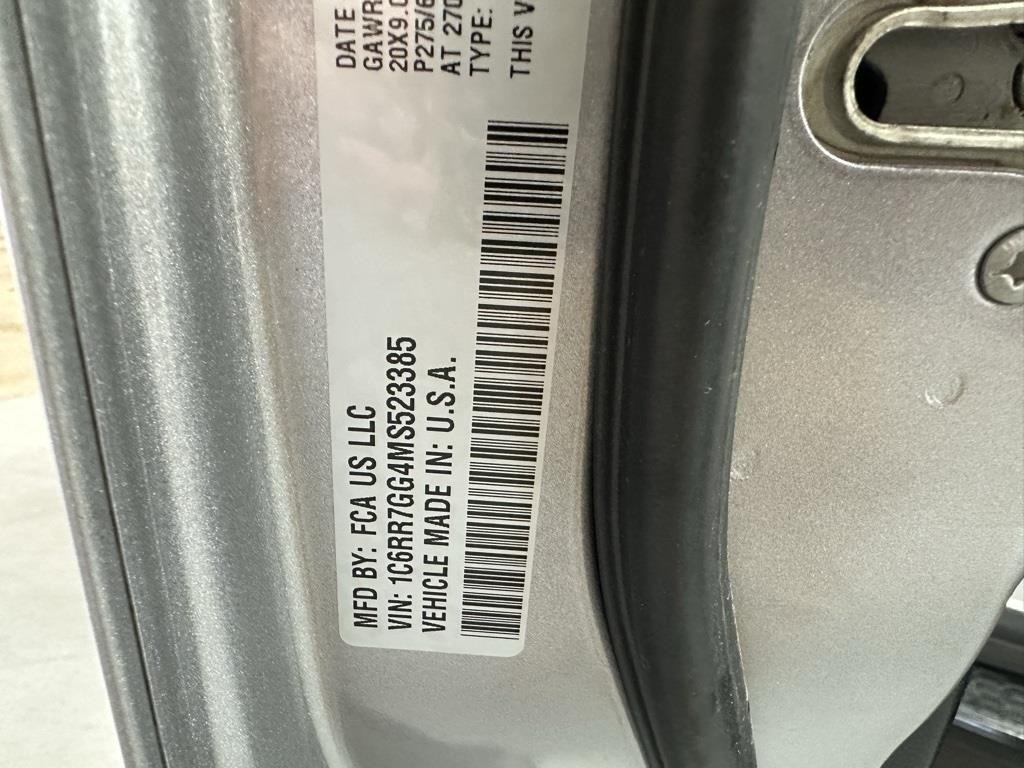 MFD BY: FCA US LLC
VIN: 1C6RR7GG4MS523385
VEHICLE MADE IN: U.S.A.
DATE
GAWR
20X9.0
P275/6
AT 270
TYPE:
THIS V